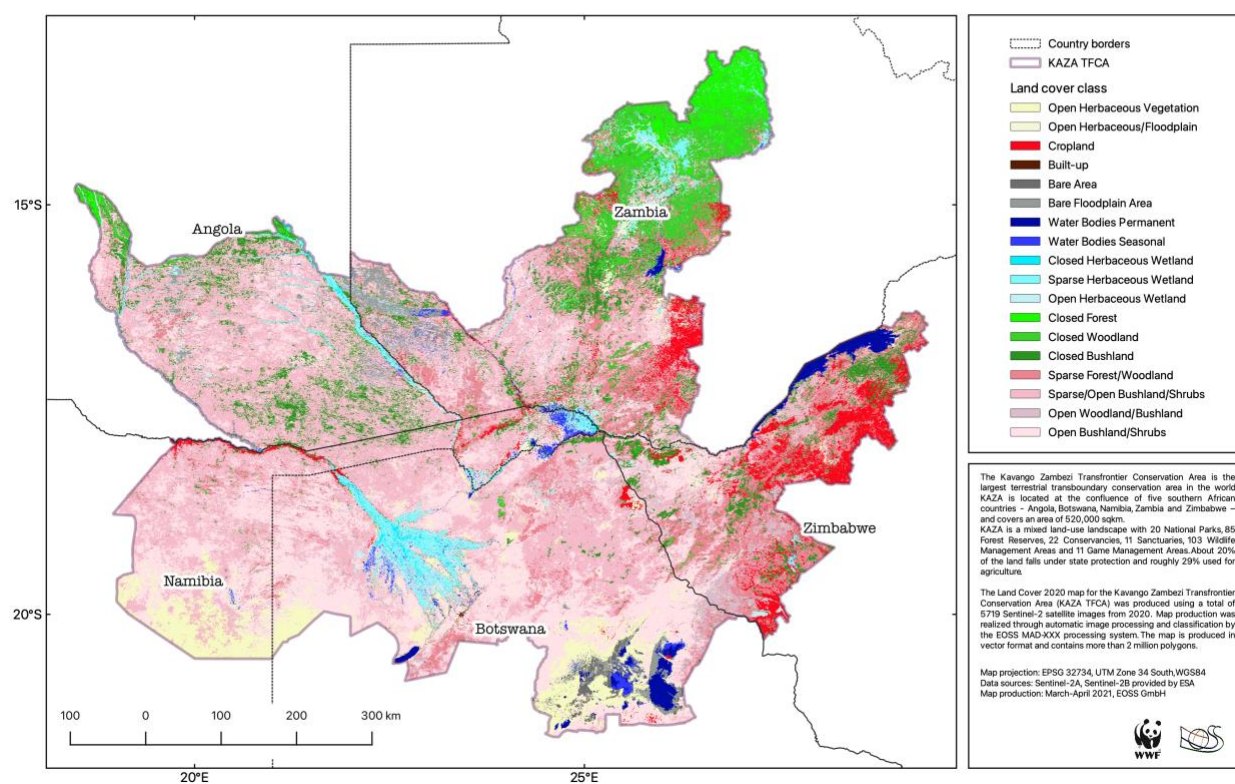 Country borders
KAZA TFCA
Land cover class
Open Herbaceous Vegetation
Open Herbaceous/Floodplain
Cropland
Built-up
Bare Area
Bare Floodplain Area
Water Bodies Permanent
Water Bodies Seasonal
Closed Herbaceous Wetland
Sparse Herbaceous Wetland
Open Herbaceous Wetland
Closed Forest
Closed Woodland
Closed Bushland
Sparse Forest/Woodland
Sparse/Open Bushland/Shrubs
Open Woodland/Bushland
Open Bushland/Shrubs
15°S
Angola
Zambia
Zimbabwe
Namibia
20°S
Botswana
100 0 100 200 300 km
20°E
25°E
The Kavango Zambezi Transfrontier Conservation Area is the
largest terrestrial transboundary conservation area in the world
KAZA is located at the confluence of five southern African
countries - Angola, Botswana, Namibia, Zambia and Zimbabwe –
and covers an area of 520,000 sqkm.
KAZA is a mixed land-use landscape with 20 National Parks, 85
Forest Reserves, 22 Conservancies, 11 Sanctuaries, 103 Wildlife
Management Areas and 11 Game Management Areas. About 20%
of the land falls under state protection and roughly 29% used for
agriculture.
The Land Cover 2020 map for the Kavango Zambezi Transfrontier
Conservation Area (KAZA TFCA) was produced using a total of
5719 Sentinel-2 satellite images from 2020. Map production was
realized through automatic image processing and classification by
the EOSS MAD-XXX processing system. The map is produced in
vector format and contains more than 2 million polygons.
Map projection: EPSG 32734, UTM Zone 34 South,WGS84
Data sources: Sentinel-2A, Sentinel-2B provided by ESA
Map production: March-April 2021, EOSS GmbH
WWF